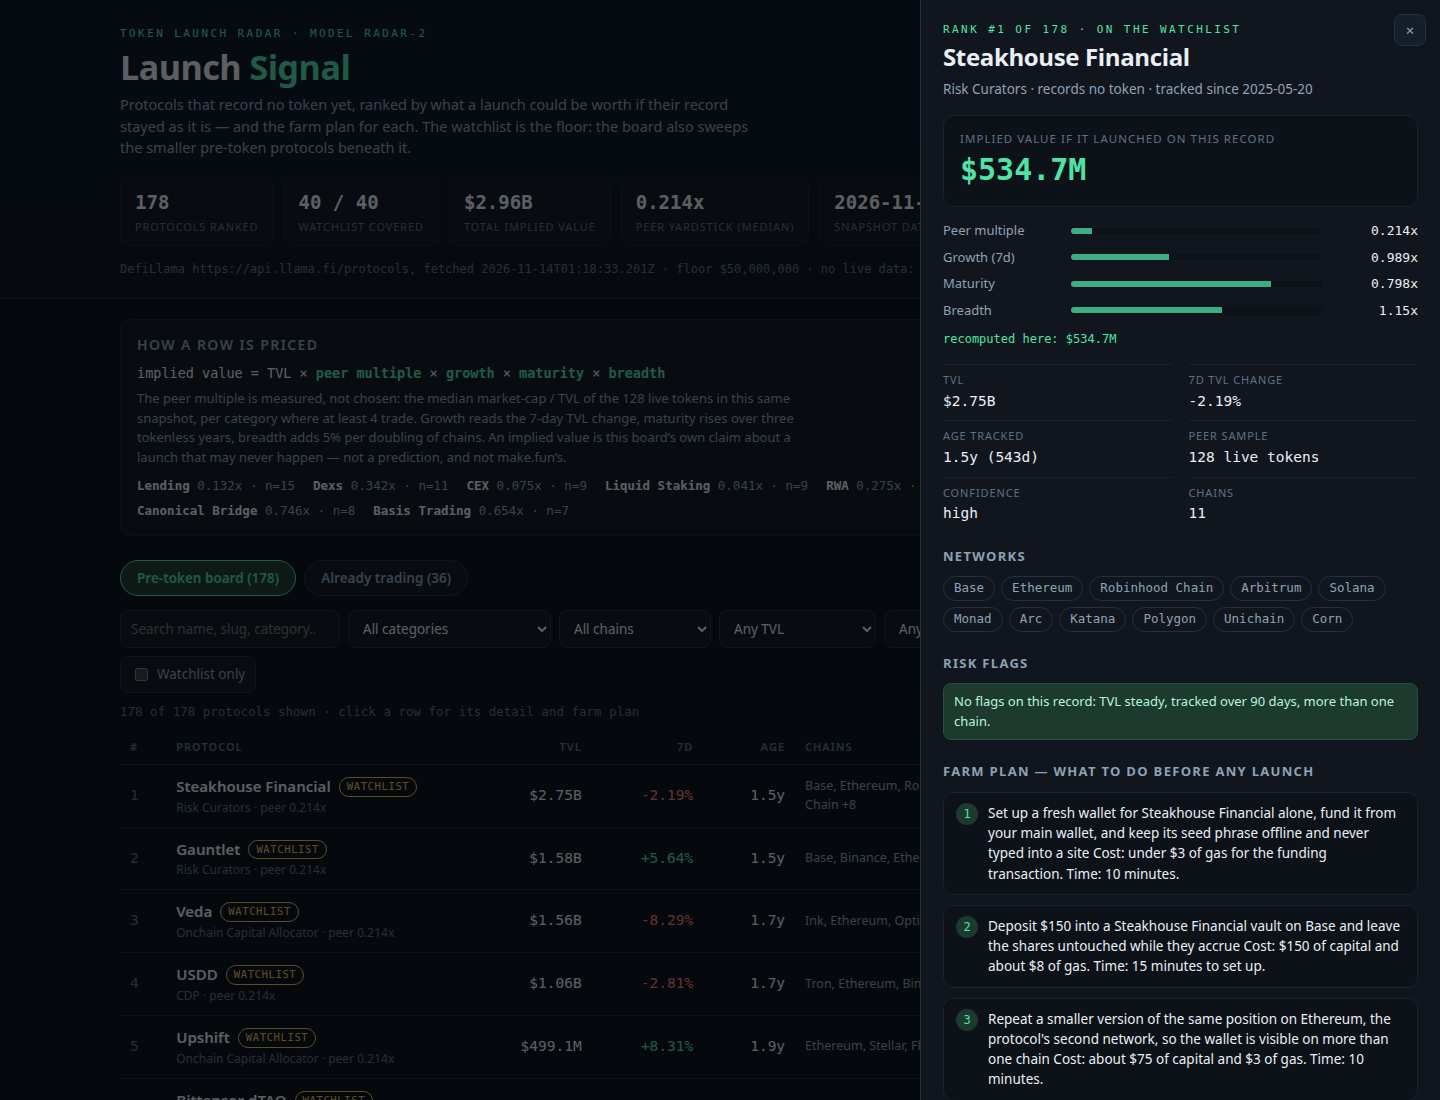 TOKEN LAUNCH RADAR · MODEL RADAR-2
Launch Signal
Protocols that record no token yet, ranked by what a launch could be worth if their record
stayed as it is — and the farm plan for each. The watchlist is the floor: the board also sweeps
the smaller pre-token protocols beneath it.
178
PROTOCOLS RANKED
40 / 40
WATCHLIST COVERED
$2.96B
TOTAL IMPLIED VALUE
0.214x
PEER YARDSTICK (MEDIAN)
2026-11-
SNAPSHOT DA
DefiLlama https://api.llama.fi/protocols, fetched 2026-11-14T01:18:33.201Z · floor $50,000,000 · no live data:
HOW A ROW IS PRICED
implied value = TVL × peer multiple × growth × maturity × breadth
The peer multiple is measured, not chosen: the median market-cap / TVL of the 128 live tokens in this same
snapshot, per category where at least 4 trade. Growth reads the 7-day TVL change, maturity rises over three
tokenless years, breadth adds 5% per doubling of chains. An implied value is this board's own claim about a
launch that may never happen — not a prediction, and not make.fun's.
Lending 0.132x · n=15 Dexs 0.342x · n=11 CEX 0.075x · n=9 Liquid Staking 0.041x · n=9 RWA 0.275x ·
Canonical Bridge 0.746x · n=8 Basis Trading 0.654x · n=7
Pre-token board (178)
Already trading (36)
Search name, slug, category..
All categories
All chains
Any TVL
Any
Watchlist only
178 of 178 protocols shown · click a row for its detail and farm plan
# PROTOCOL TVL 7D AGE CHAINS
1 Steakhouse Financial WATCHLIST $2.75B -2.19% 1.5y Base, Ethereum, Ro
Risk Curators · peer 0.214x Chain +8
2 Gauntlet WATCHLIST $1.58B +5.64% 1.5y Base, Binance, Ethe
Risk Curators · peer 0.214x
3 Veda WATCHLIST $1.56B -8.29% 1.7y Ink, Ethereum, Opti
Onchain Capital Allocator · peer 0.214x
4 USDD WATCHLIST $1.06B -2.81% 1.7y Tron, Ethereum, Bin
CDP · peer 0.214x
5 Upshift WATCHLIST $499.1M +8.31% 1.9y Ethereum, Stellar, Fl
Onchain Capital Allocator · peer 0.214x
Bittensor dTAO WATCHLIST
RANK #1 OF 178 · ON THE WATCHLIST
×
Steakhouse Financial
Risk Curators · records no token · tracked since 2025-05-20
IMPLIED VALUE IF IT LAUNCHED ON THIS RECORD
$534.7M
Peer multiple 0.214x
Growth (7d) 0.989x
Maturity 0.798x
Breadth 1.15x
recomputed here: $534.7M
TVL
$2.75B
7D TVL CHANGE
-2.19%
AGE TRACKED
1.5y (543d)
PEER SAMPLE
128 live tokens
CONFIDENCE
high
CHAINS
11
NETWORKS
Base Ethereum Robinhood Chain Arbitrum Solana
Monad Arc Katana Polygon Unichain Corn
RISK FLAGS
No flags on this record: TVL steady, tracked over 90 days, more than one
chain.
FARM PLAN — WHAT TO DO BEFORE ANY LAUNCH
1 Set up a fresh wallet for Steakhouse Financial alone, fund it from
your main wallet, and keep its seed phrase offline and never
typed into a site Cost: under $3 of gas for the funding
transaction. Time: 10 minutes.
2 Deposit $150 into a Steakhouse Financial vault on Base and leave
the shares untouched while they accrue Cost: $150 of capital and
about $8 of gas. Time: 15 minutes to set up.
3 Repeat a smaller version of the same position on Ethereum, the
protocol's second network, so the wallet is visible on more than
one chain Cost: about $75 of capital and $3 of gas. Time: 10
minutes.